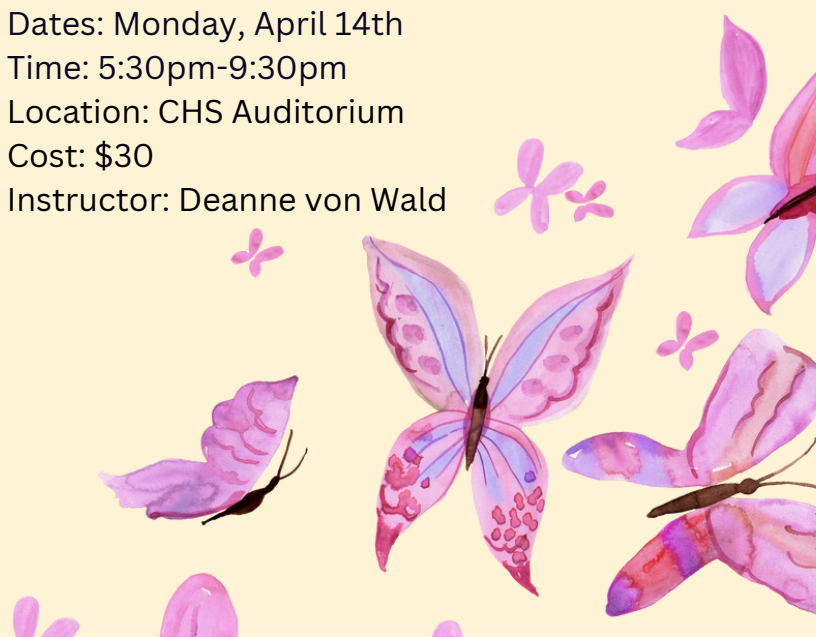 Dates: Monday, April 14th
Time: 5:30pm-9:30pm
Location: CHS Auditorium
Cost: $30
Instructor: Deanne von Wald